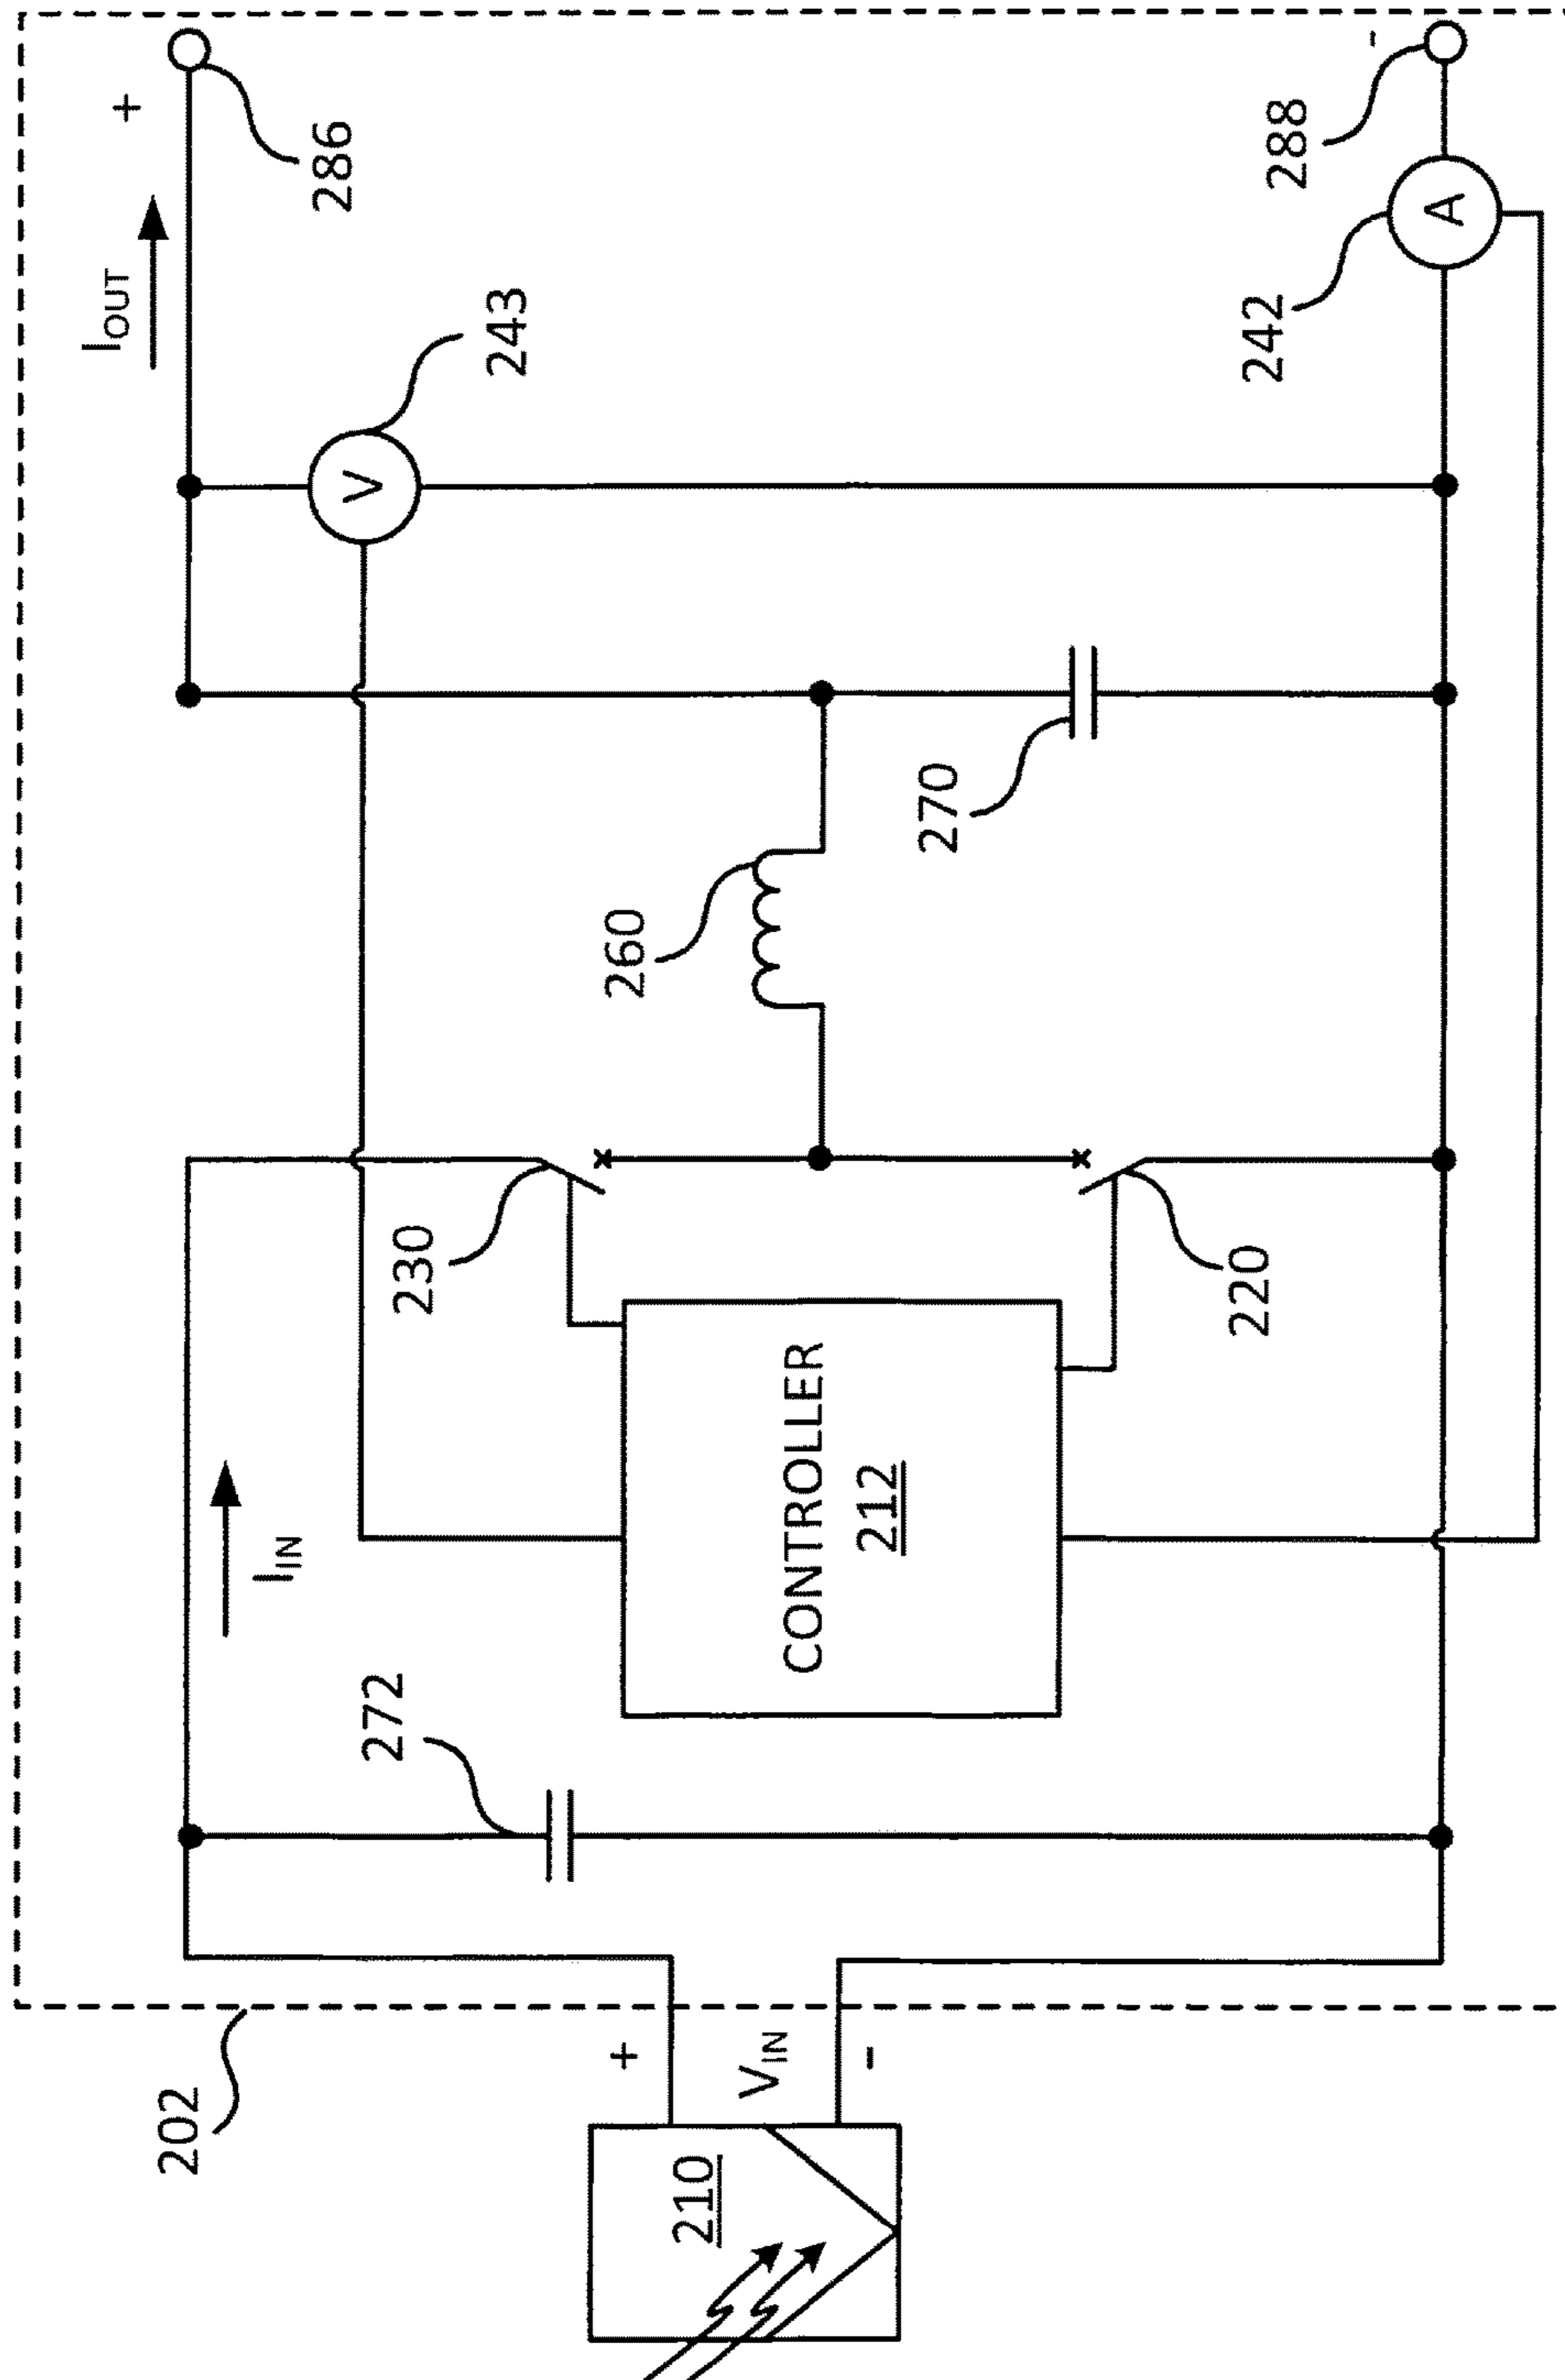 202
210
+
V_IN
-
272
I_IN
CONTROLLER
212
230
220
260
270
243
I_OUT
+
286
242
A
V
288
-